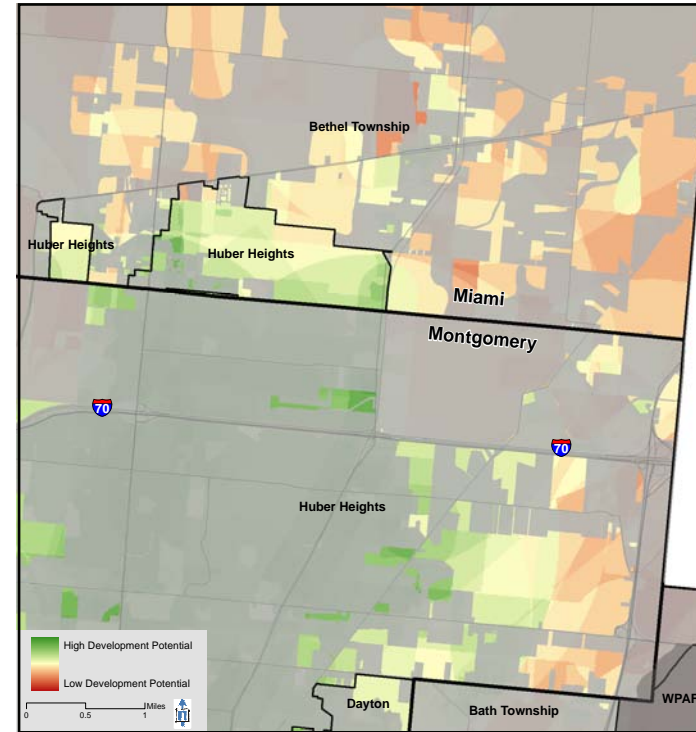 Bethel Township
Huber Heights
Huber Heights
Miami
Montgomery
70
70
Huber Heights
High Development Potential
Low Development Potential
0 0.5 1 Miles
Dayton
Bath Township
WPAF